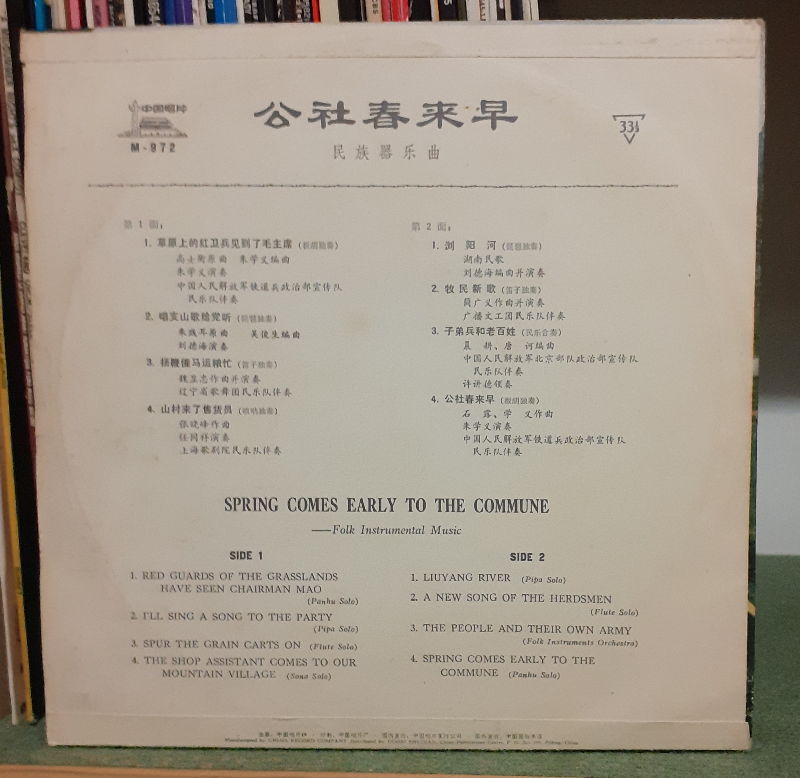 中国唱片
M-972
公社春来早
民族器乐曲
33⅓
第 1 面：
1. 草原上的红卫兵见到了毛主席（板胡独奏）
高士衡原曲 朱学义编曲
朱学义演奏
中国人民解放军铁道兵政治部宣传队
民乐队伴奏
2. 唱支山歌给党听（琵琶独奏）
朱践耳原曲 吴俊生编曲
刘德海演奏
3. 扬鞭催马运粮忙（笛子独奏）
魏显忠作曲并演奏
辽宁省歌舞团民乐队伴奏
4. 山村来了售货员（唢呐独奏）
张晓峰作曲
任同祥演奏
上海歌剧院民乐队伴奏
第 2 面：
1. 浏阳河（琵琶独奏）
湖南民歌
刘德海编曲并演奏
2. 牧民新歌（笛子独奏）
简广义作曲并演奏
广播文工团民乐队伴奏
3. 子弟兵和老百姓（民乐合奏）
晨耕、唐诃编曲
中国人民解放军北京部队政治部宣传队
民乐队伴奏
许讲德领奏
4. 公社春来早（板胡独奏）
石露、学义作曲
朱学义演奏
中国人民解放军铁道兵政治部宣传队
民乐队伴奏
SPRING COMES EARLY TO THE COMMUNE
——Folk Instrumental Music
SIDE 1
1. RED GUARDS OF THE GRASSLANDS
HAVE SEEN CHAIRMAN MAO
(Panhu Solo)
2. I'LL SING A SONG TO THE PARTY
(Pipa Solo)
3. SPUR THE GRAIN CARTS ON (Flute Solo)
4. THE SHOP ASSISTANT COMES TO OUR
MOUNTAIN VILLAGE (Sona Solo)
SIDE 2
1. LIUYANG RIVER (Pipa Solo)
2. A NEW SONG OF THE HERDSMEN
(Flute Solo)
3. THE PEOPLE AND THEIR OWN ARMY
(Folk Instruments Orchestra)
4. SPRING COMES EARLY TO THE
COMMUNE (Panhu Solo)